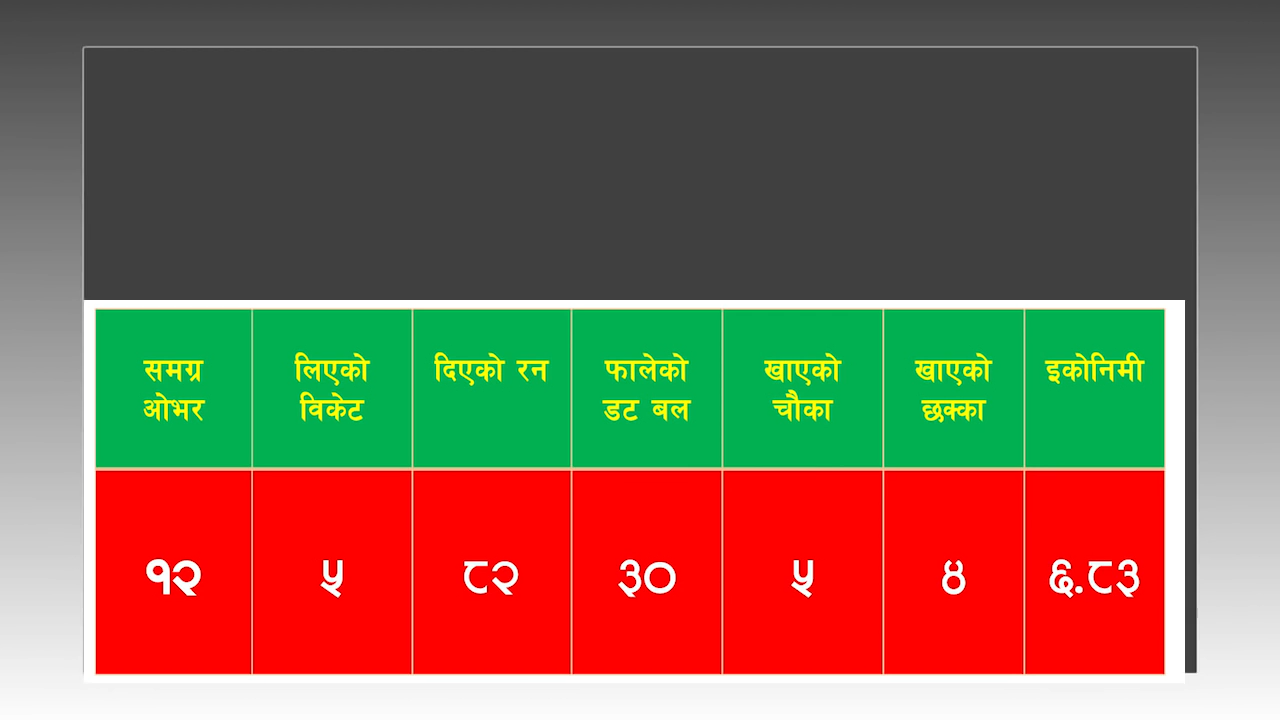 समग्र ओभर
लिएको विकेट
दिएको रन
फालेको डट बल
खाएको चौका
खाएको छक्का
इकोनिमी
१२
५
८२
३०
५
४
६.८३